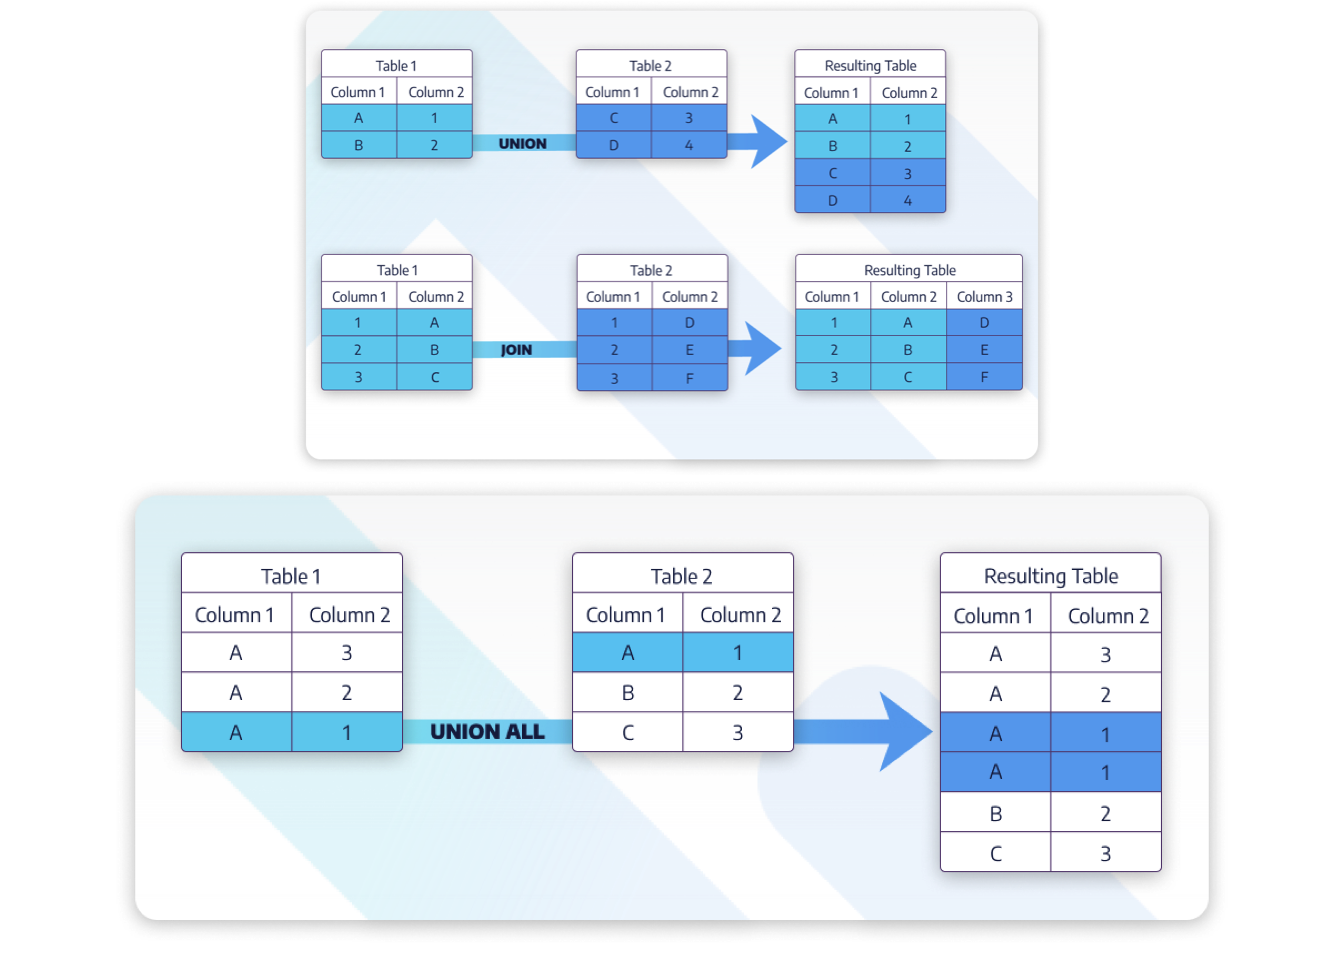 Table 1 Table 2 Resulting Table
Column 1 Column 2 Column 1 Column 2 Column 1 Column 2
A 1 C 3 A 1
B 2 UNION D 4 B 2
C 3
D 4
Table 1 Table 2 Resulting Table
Column 1 Column 2 Column 1 Column 2 Column 1 Column 2 Column 3
1 A 1 D 1 A D
2 B JOIN 2 E 2 B E
3 C 3 F 3 C F
Table 1 Table 2 Resulting Table
Column 1 Column 2 Column 1 Column 2 Column 1 Column 2
A 3 A 1 A 3
A 2 B 2 A 2
A 1 UNION ALL C 3 A 1
A 1
B 2
C 3